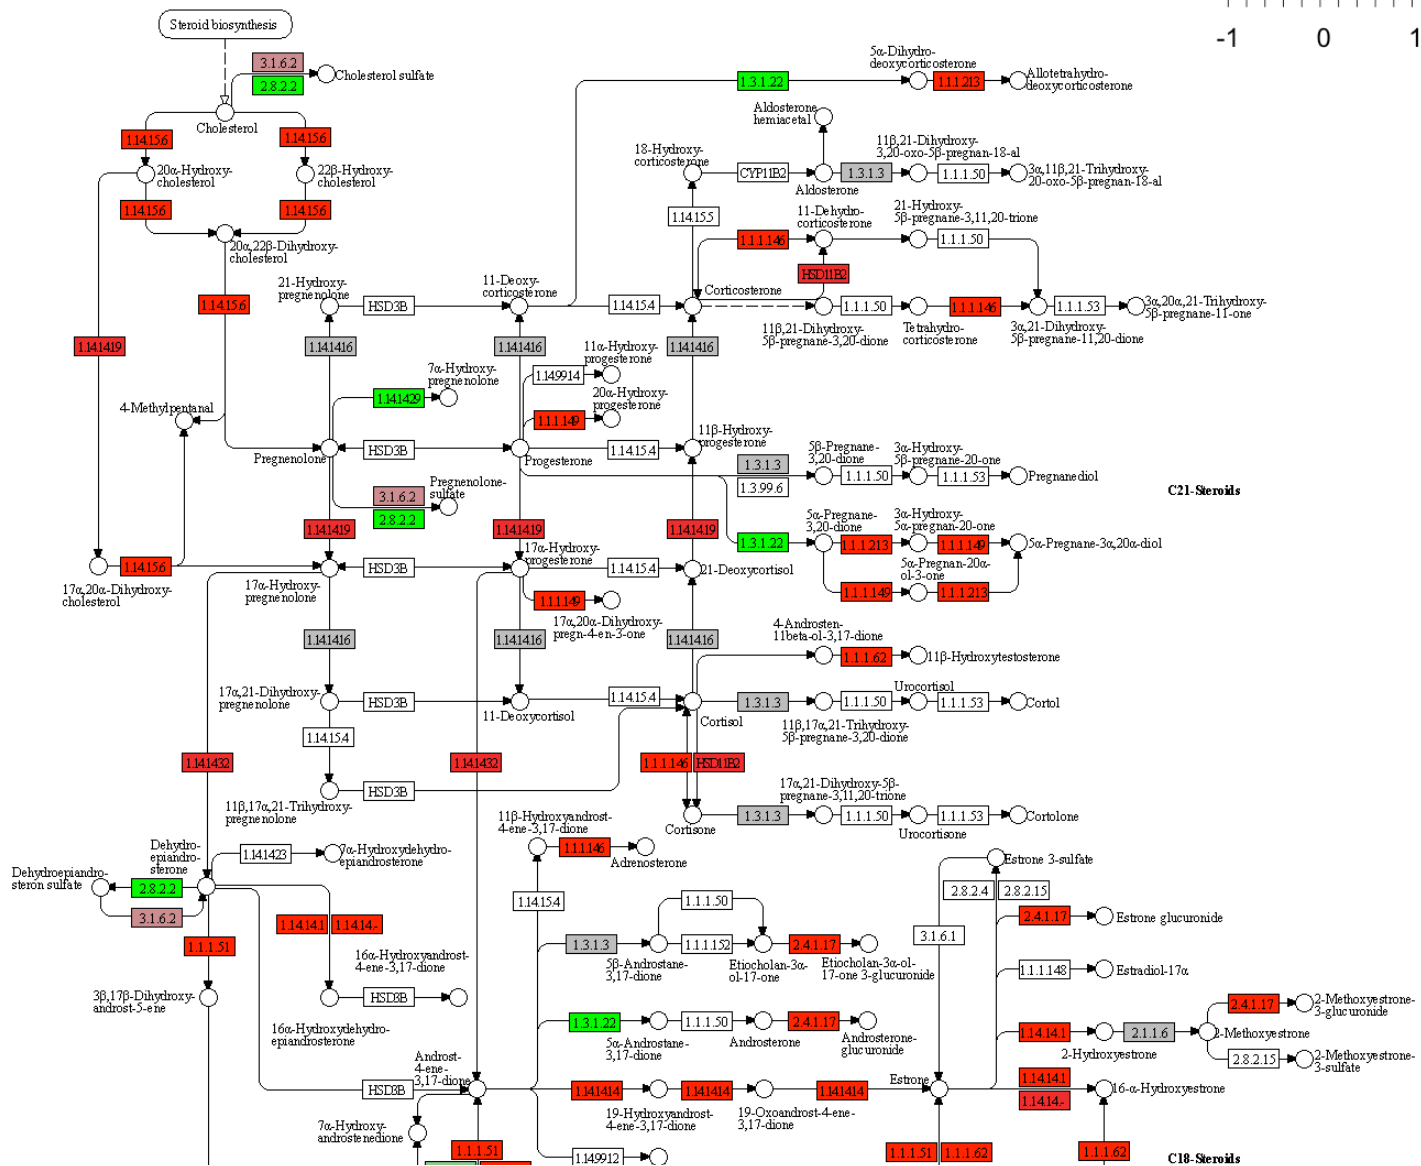 Steroid biosynthesis
-1 0 1
3.1.6.2
2.8.2.2
Cholesterol sulfate
Cholesterol
1.14.15.6
1.14.15.6
20α-Hydroxy-
cholesterol
22β-Hydroxy-
cholesterol
1.14.15.6
1.14.15.6
20α,22β-Dihydroxy-
cholesterol
1.14.15.6
1.14.14.19
4-Methylpentanal
17α,20α-Dihydroxy-
cholesterol
1.14.15.6
5α-Dihydro-
deoxycorticosterone
1.3.1.22
1.1.1.213
Allotetrahydro-
deoxycorticosterone
Aldosterone
hemiacetal
18-Hydroxy-
corticosterone
CYP11B2
Aldosterone
1.3.1.3
11β,21-Dihydroxy-
3,20-oxo-5β-pregnan-18-al
1.1.1.50
3α,11β,21-Trihydroxy-
20-oxo-5β-pregnan-18-al
1.14.15.5
11-Dehydro-
corticosterone
21-Hydroxy-
5β-pregnane-3,11,20-trione
1.1.1.146
1.1.1.50
HSD11B2
21-Hydroxy-
pregnenolone
HSD3B
11-Deoxy-
corticosterone
1.14.15.4
Corticosterone
11β,21-Dihydroxy-
5β-pregnane-3,20-dione
1.1.1.50
Tetrahydro-
corticosterone
1.1.1.146
3α,21-Dihydroxy-
5β-pregnane-11,20-dione
1.1.1.53
3α,20α,21-Trihydroxy-
5β-pregnane-11-one
1.14.14.16
1.14.14.16
1.14.14.16
7α-Hydroxy-
pregnenolone
1.14.14.29
11α-Hydroxy-
progesterone
1.14.99.14
20α-Hydroxy-
progesterone
1.1.1.149
Pregnenolone
HSD3B
Progesterone
1.14.15.4
11β-Hydroxy-
progesterone
3.1.6.2
2.8.2.2
Pregnenolone-
sulfate
1.3.1.3
1.3.99.6
5β-Pregnane-
3,20-dione
1.1.1.50
3α-Hydroxy-
5β-pregnane-20-one
1.1.1.53
Pregnanediol
C21-Steroids
1.14.14.19
1.14.14.19
1.14.14.19
1.3.1.22
5α-Pregnane-
3,20-dione
1.1.1.213
3α-Hydroxy-
5α-pregnan-20-one
1.1.1.149
5α-Pregnane-3α,20α-diol
1.1.1.149
5α-Pregnan-20α-
ol-3-one
1.1.1.213
17α-Hydroxy-
pregnenolone
HSD3B
17α-Hydroxy-
progesterone
1.14.15.4
21-Deoxycortisol
1.1.1.149
17α,20α-Dihydroxy-
pregn-4-en-3-one
1.14.14.16
1.14.14.16
1.14.14.16
4-Androsten-
11beta-ol-3,17-dione
1.1.1.62
11β-Hydroxytestosterone
17α,21-Dihydroxy-
pregnenolone
HSD3B
11-Deoxycortisol
1.14.15.4
Cortisol
1.3.1.3
11β,17α,21-Trihydroxy-
5β-pregnane-3,20-dione
1.1.1.50
Urocortisol
1.1.1.53
Cortol
1.14.15.4
1.14.14.32
1.14.14.32
1.1.1.146
HSD11B2
11β,17α,21-Trihydroxy-
pregnenolone
HSD3B
Cortisone
1.3.1.3
17α,21-Dihydroxy-5β-
pregnane-3,11,20-trione
1.1.1.50
Urocortisone
1.1.1.53
Cortolone
11β-Hydroxyandrost-
4-ene-3,17-dione
1.1.1.146
Adrenosterone
Dehydro-
epiandro-
sterone
1.14.14.23
7α-Hydroxydehydro-
epiandrosterone
Dehydroepiandro-
steron sulfate
2.8.2.2
3.1.6.2
1.1.1.51
1.14.14.1
1.14.14.-
16α-Hydroxyandrost-
4-ene-3,17-dione
3β,17β-Dihydroxy-
androst-5-ene
HSD3B
16α-Hydroxydehydro-
epiandrosterone
1.14.15.4
1.3.1.3
5β-Androstane-
3,17-dione
1.1.1.50
1.1.1.152
Etiocholan-3α-
ol-17-one
2.4.1.17
Etiocholan-3α-ol-
17-one 3-glucuronide
1.3.1.22
5α-Androstane-
3,17-dione
1.1.1.50
Androsterone
2.4.1.17
Androsterone-
glucuronide
Estrone 3-sulfate
2.8.2.4
2.8.2.15
3.1.6.1
2.4.1.17
Estrone glucuronide
1.1.1.148
Estradiol-17α
1.14.14.1
2-Hydroxyestrone
2.1.1.6
2-Methoxyestrone
2.4.1.17
2-Methoxyestrone-
3-glucuronide
2.8.2.15
2-Methoxyestrone-
3-sulfate
Androst-
4-ene-
3,17-dione
HSD3B
1.14.14.14
19-Hydroxyandrost-
4-ene-3,17-dione
1.14.14.14
19-Oxoandrost-4-ene-
3,17-dione
1.14.14.14
Estrone
1.14.14.1
1.14.14.-
16-α-Hydroxyestrone
7α-Hydroxy-
androstenedione
1.1.1.51
1.14.99.12
1.1.1.51
1.1.1.62
1.1.1.62
C18-Steroids